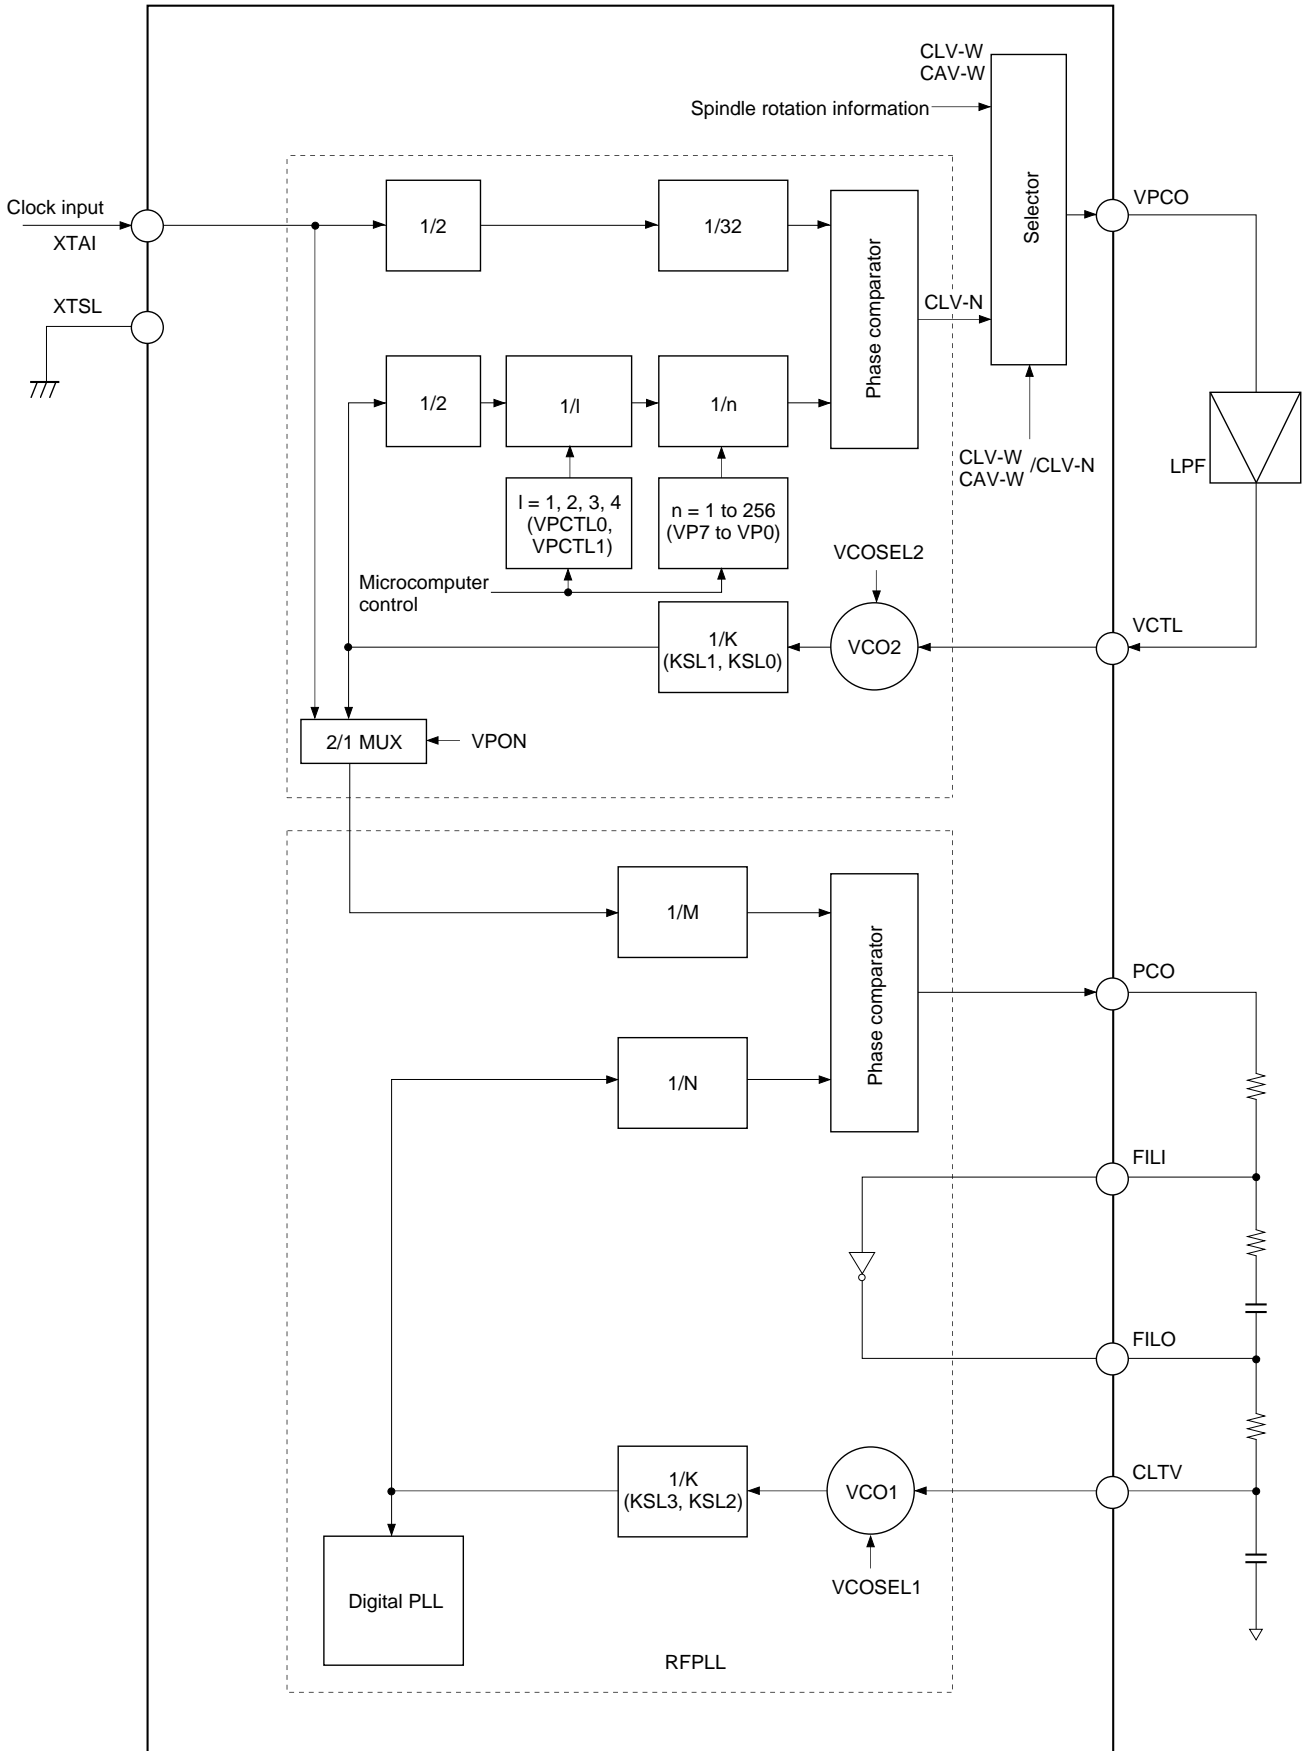 CLV-W
CAV-W
Spindle rotation information
Selector
VPCO
Clock input
XTAI
1/2
1/32
Phase comparator
CLV-N
XTSL
1/2
1/l
1/n
CLV-W
CAV-W
/CLV-N
LPF
l = 1, 2, 3, 4
(VPCTL0,
VPCTL1)
n = 1 to 256
(VP7 to VP0)
VCOSEL2
Microcomputer
control
1/K
(KSL1, KSL0)
VCO2
VCTL
2/1 MUX
VPON
1/M
Phase comparator
PCO
1/N
FILI
FILO
1/K
(KSL3, KSL2)
VCO1
CLTV
VCOSEL1
Digital PLL
RFPLL